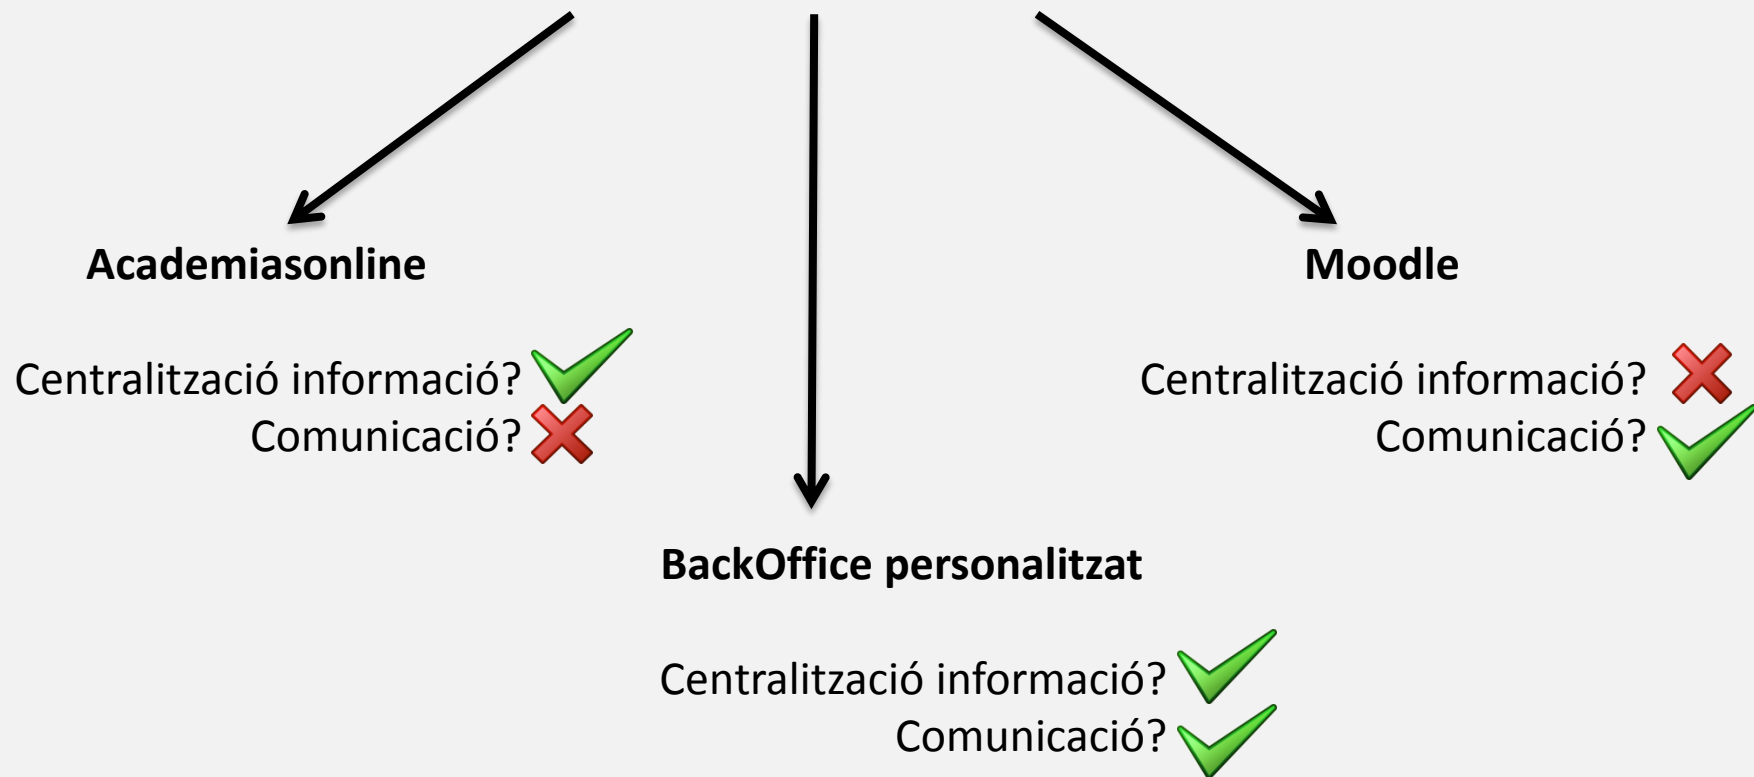 Academiasonline
Centralització informació?
Comunicació?
Moodle
Centralització informació?
Comunicació?
BackOffice personalitzat
Centralització informació?
Comunicació?